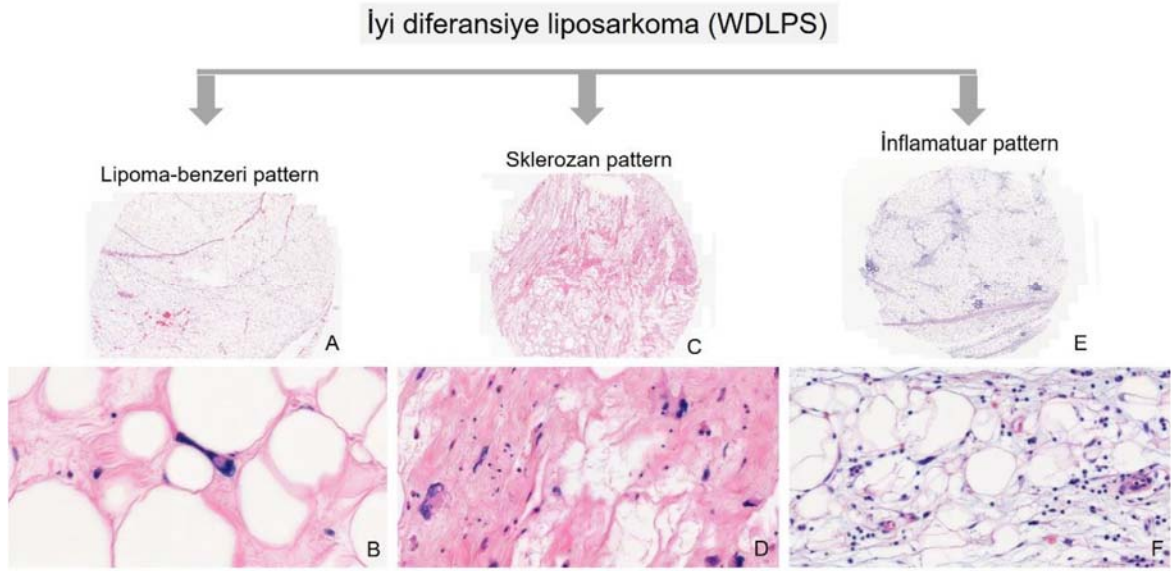 İyi diferansiye liposarkoma (WDLPS)
Lipoma-benzeri pattern
Sklerozan pattern
İnflamatuar pattern
A
C
E
B
D
F